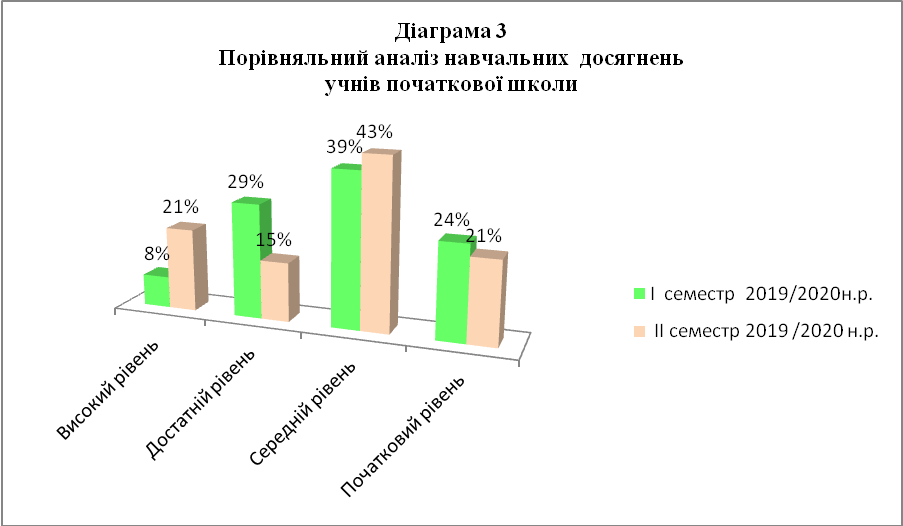 Діаграма 3
Порівняльний аналіз навчальних досягнень
учнів початкової школи
8%
21%
29%
15%
39%
43%
24%
21%
Високий рівень
Достатній рівень
Середній рівень
Початковий рівень
І семестр 2019/2020н.р.
ІІ семестр 2019 /2020 н.р.